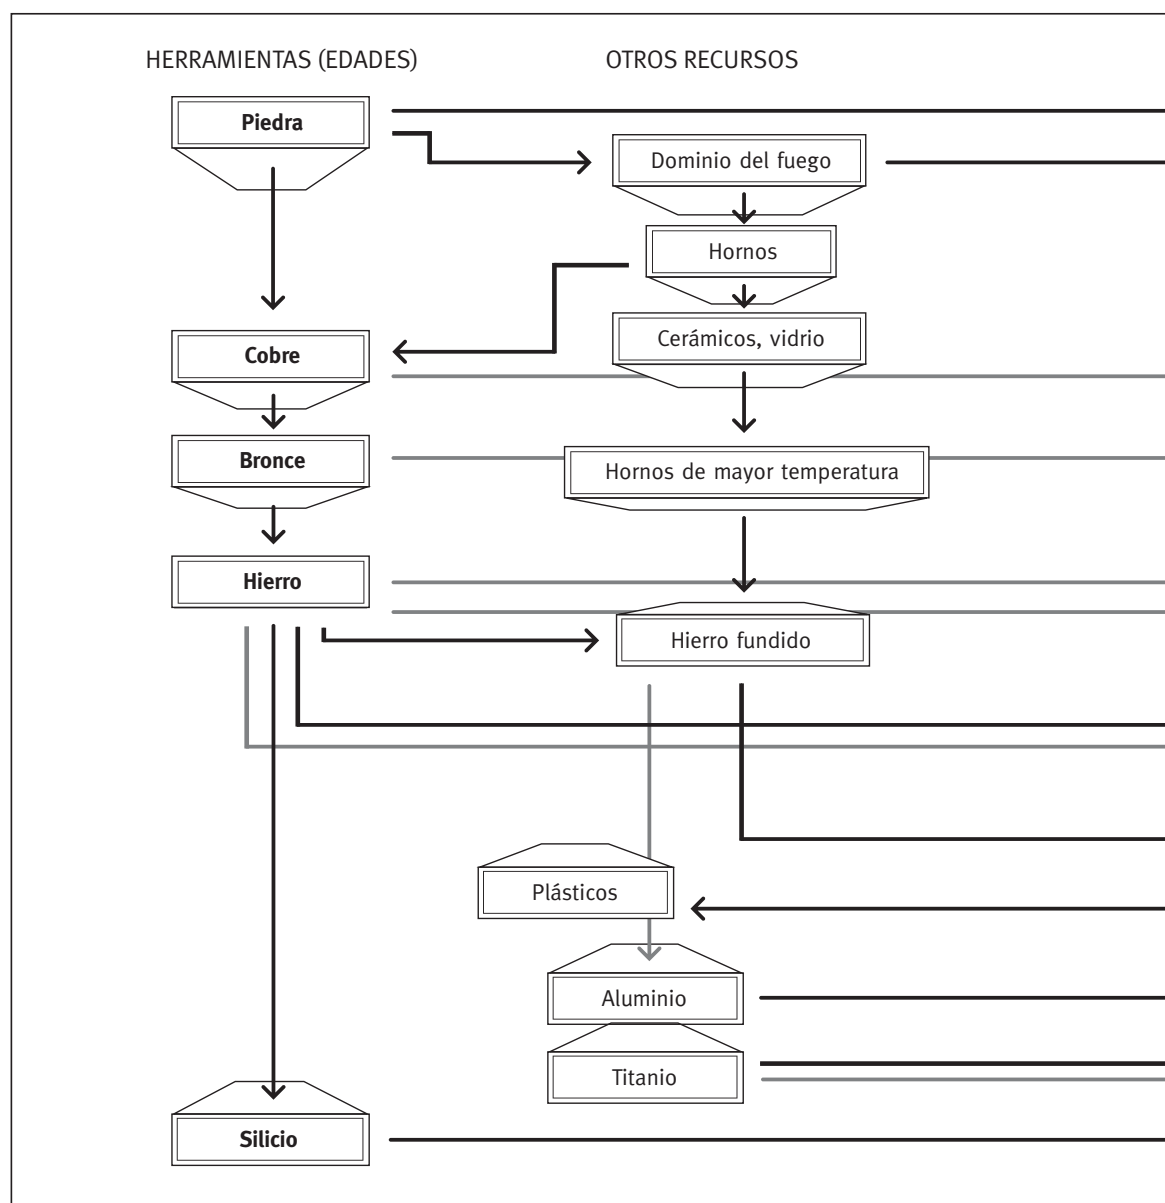 HERRAMIENTAS (EDADES)
OTROS RECURSOS
Piedra
Dominio del fuego
Hornos
Cerámicos, vidrio
Cobre
Bronce
Hornos de mayor temperatura
Hierro
Hierro fundido
Plásticos
Aluminio
Titanio
Silicio